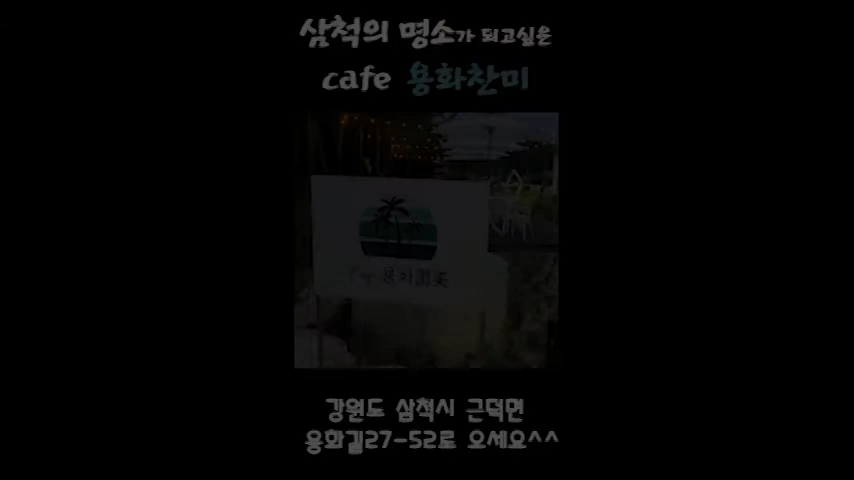 삼척의 명소가 되고싶은
cafe 용화찬미
강원도 삼척시 근덕면
용화길27-52로 오세요^^